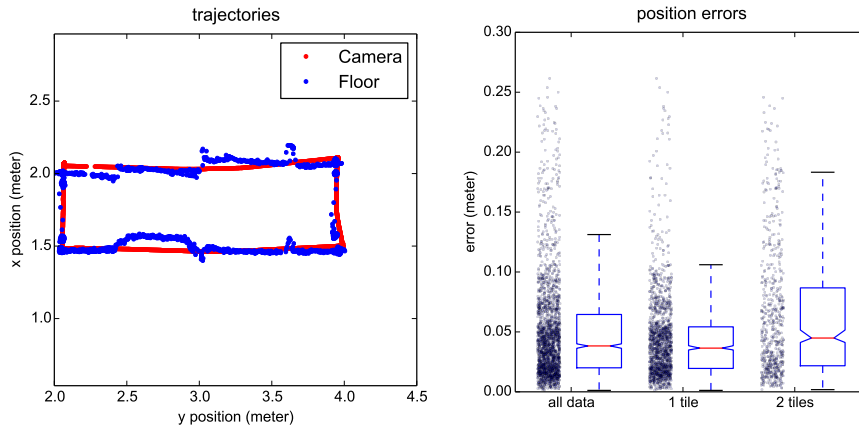 trajectories
Camera
Floor
x position (meter)
2.5
2.0
1.5
1.0
2.0 2.5 3.0 3.5 4.0 4.5
y position (meter)
position errors
error (meter)
0.30
0.25
0.20
0.15
0.10
0.05
0.00
all data 1 tile 2 tiles